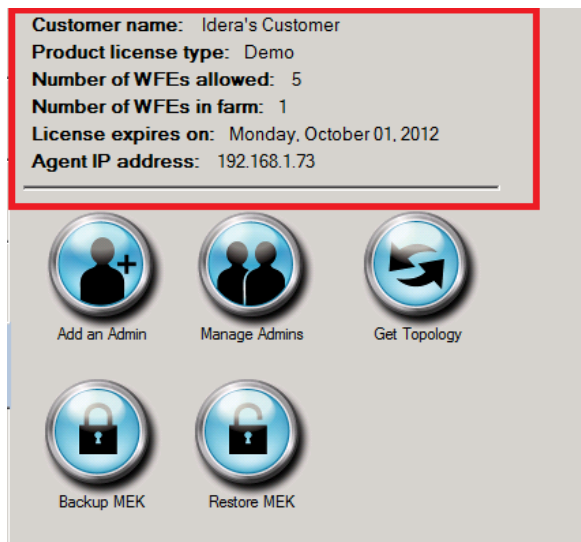 Customer name: Idera's Customer
Product license type: Demo
Number of WFEs allowed: 5
Number of WFEs in farm: 1
License expires on: Monday, October 01, 2012
Agent IP address: 192.168.1.73
Add an Admin Manage Admins Get Topology
Backup MEK Restore MEK